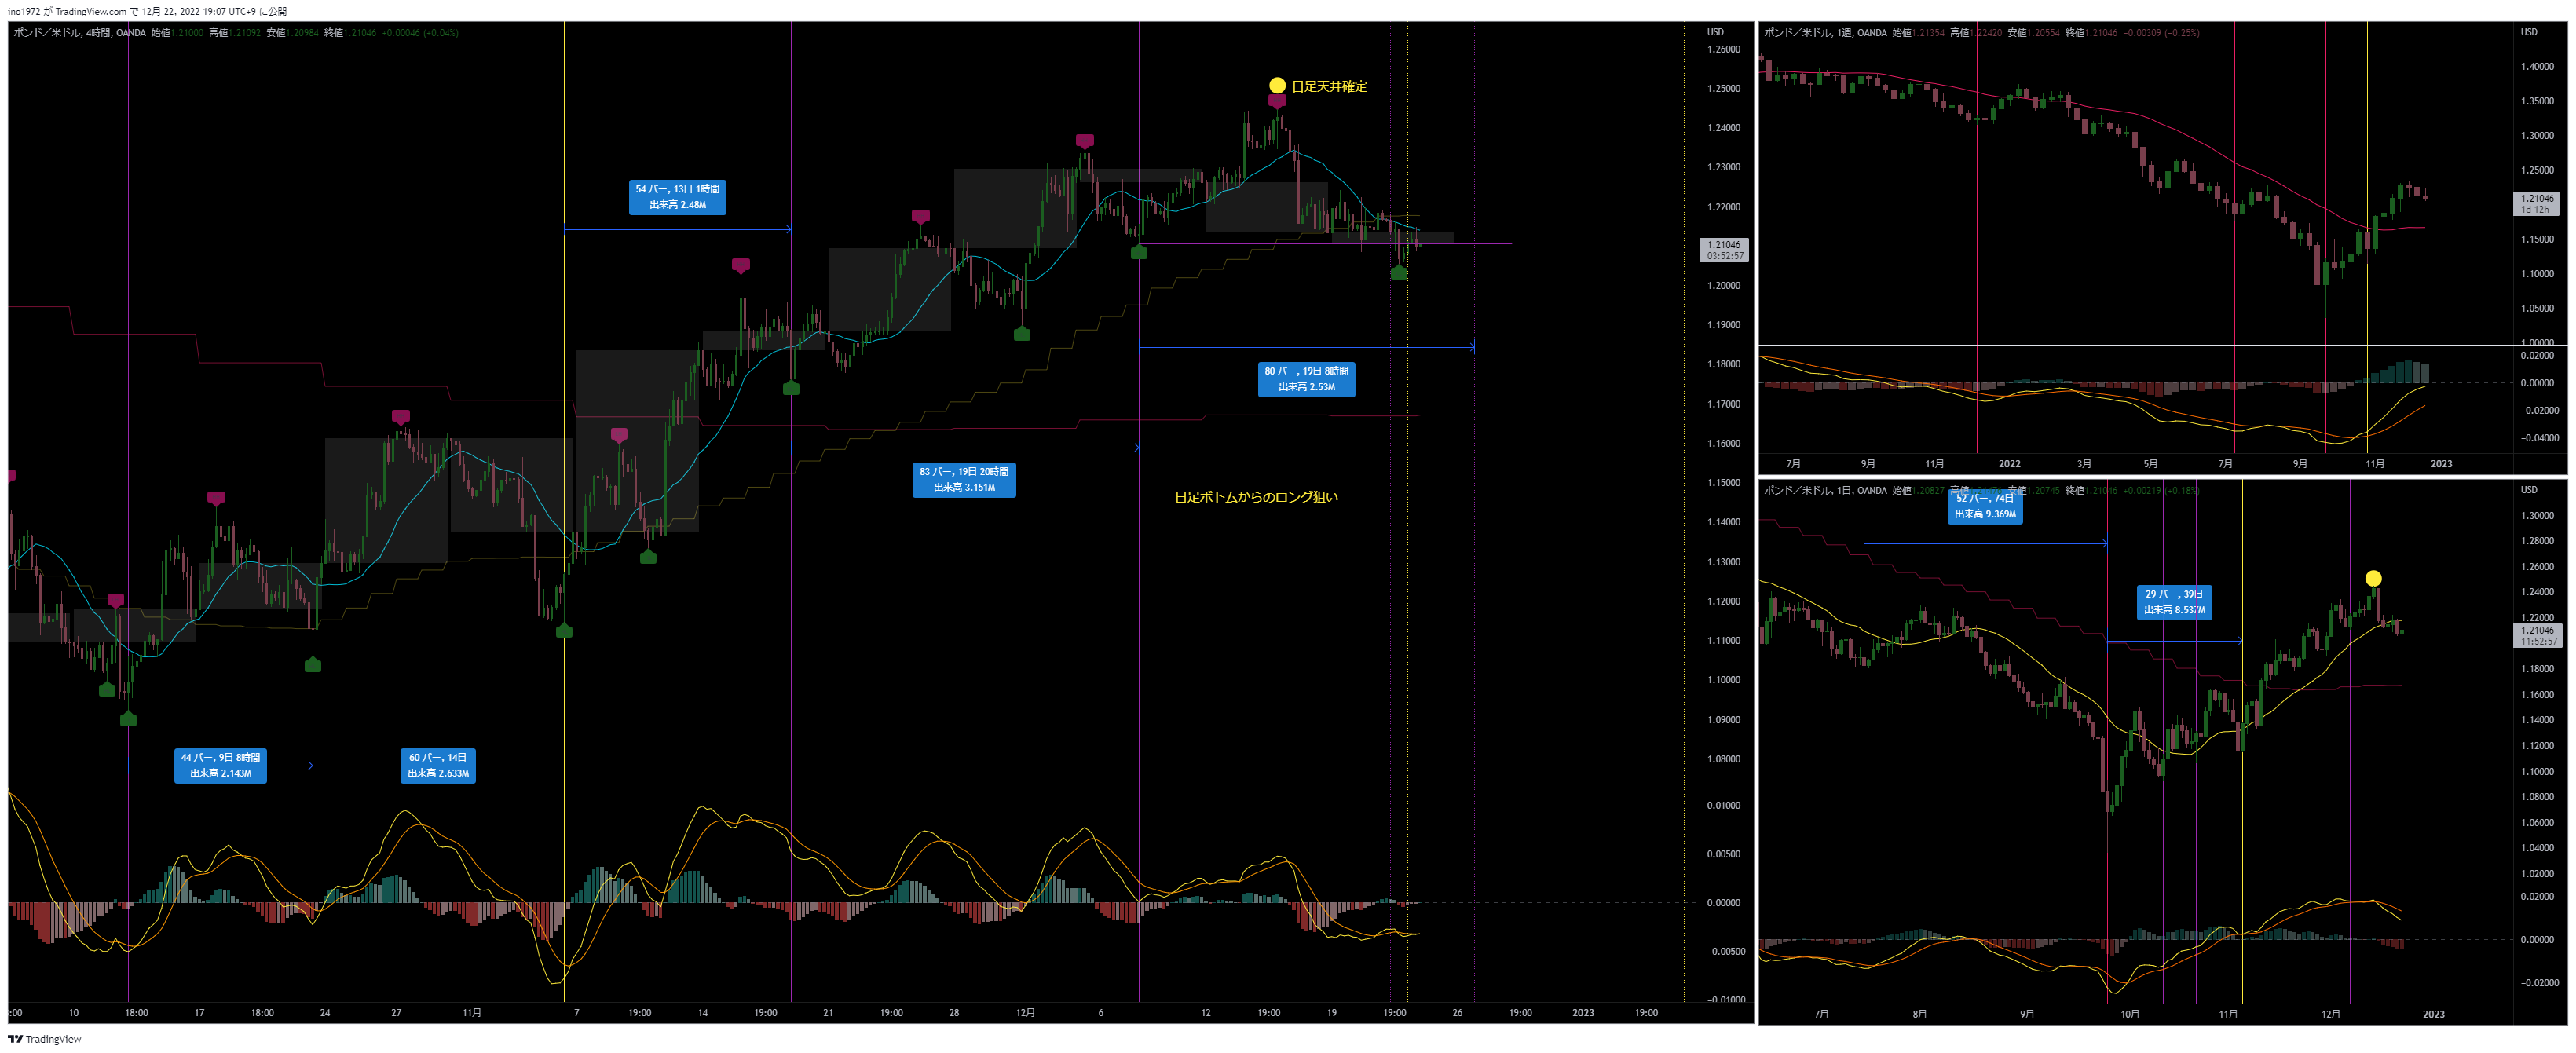 ino1972 が TradingView.com で 12月 22, 2022 19:07 UTC+9 に公開
ポンド／米ドル, 4時間, OANDA 始値1.21000 高値1.21092 安値1.20984 終値1.21046 +0.00046 (+0.04%)
USD
1.26000
1.25000
1.24000
1.23000
1.22000
1.21046
03:52:57
1.20000
1.19000
1.18000
1.17000
1.16000
1.15000
1.14000
1.13000
1.12000
1.11000
1.10000
1.09000
1.08000
日足天井確定
54 バー, 13日 1時間
出来高 2.48M
80 バー, 19日 8時間
出来高 2.53M
83 バー, 19日 20時間
出来高 3.151M
日足ボトムからのロング狙い
44 バー, 9日 8時間
出来高 2.143M
60 バー, 14日
出来高 2.633M
0.01000
0.00500
0.00000
−0.00500
−0.01000
:00 10 18:00 17 18:00 24 27 11月 7 19:00 14 19:00 21 19:00 28 12月 6 12 19:00 19 19:00 26 19:00 2023 19:00
ポンド／米ドル, 1週, OANDA 始値1.21354 高値1.22420 安値1.20554 終値1.21046 −0.00309 (−0.25%)
USD
1.40000
1.35000
1.30000
1.25000
1.21046
1d 12h
1.15000
1.10000
1.05000
1.00000
0.02000
0.00000
−0.02000
−0.04000
7月 9月 11月 2022 3月 5月 7月 9月 11月 2023
ポンド／米ドル, 1日, OANDA 始値1.20827 高値 安値1.20745 終値1.21046 +0.00219 (+0.18%)
USD
52 バー, 74日
出来高 9.369M
29 バー, 39日
出来高 8.537M
1.30000
1.28000
1.26000
1.24000
1.22000
1.21046
11:52:57
1.18000
1.16000
1.14000
1.12000
1.10000
1.08000
1.06000
1.04000
1.02000
0.02000
0.00000
−0.02000
7月 8月 9月 10月 11月 12月 2023
TradingView